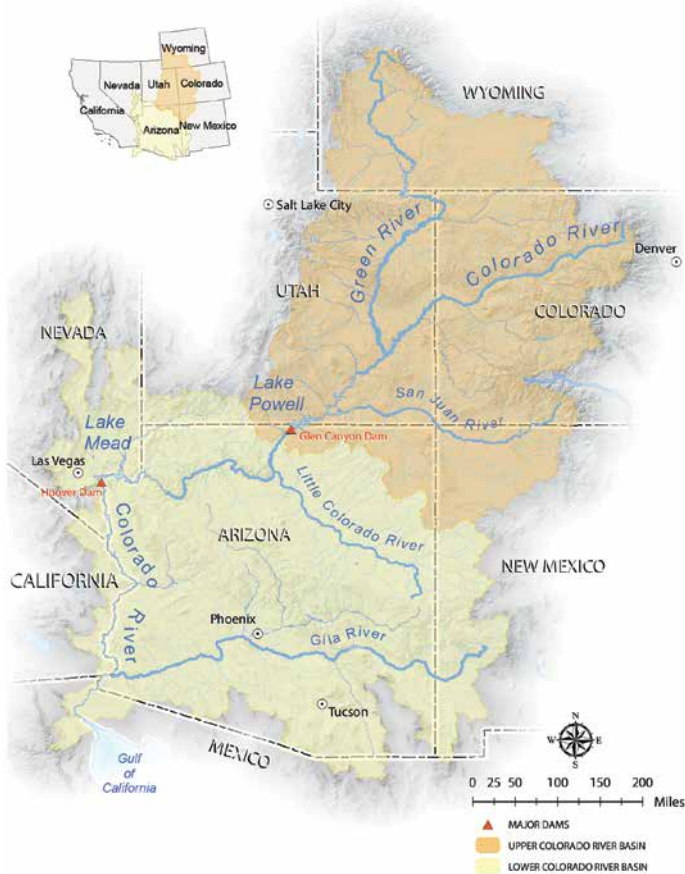 Wyoming
Nevada
Utah
Colorado
California
Arizona
New Mexico
WYOMING
Salt Lake City
Green River
Colorado River
Denver
UTAH
COLORADO
NEVADA
Lake
Powell
San Juan River
Lake
Mead
Glen Canyon Dam
Las Vegas
Hoover Dam
Little Colorado River
Colorado River
ARIZONA
NEW MEXICO
CALIFORNIA
Phoenix
Gila River
Tucson
MEXICO
Gulf
of
California
N
W E
S
0 25 50 100 150 200
Miles
MAJOR DAMS
UPPER COLORADO RIVER BASIN
LOWER COLORADO RIVER BASIN